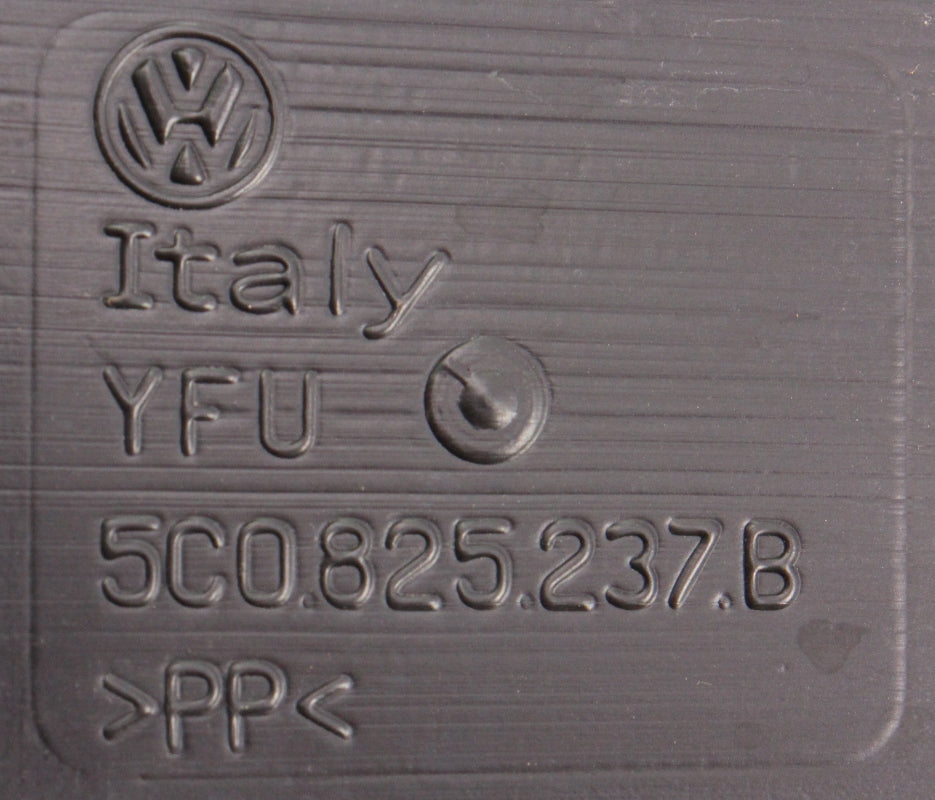 Italy
YFU
5C0.825.237.B
>PP<